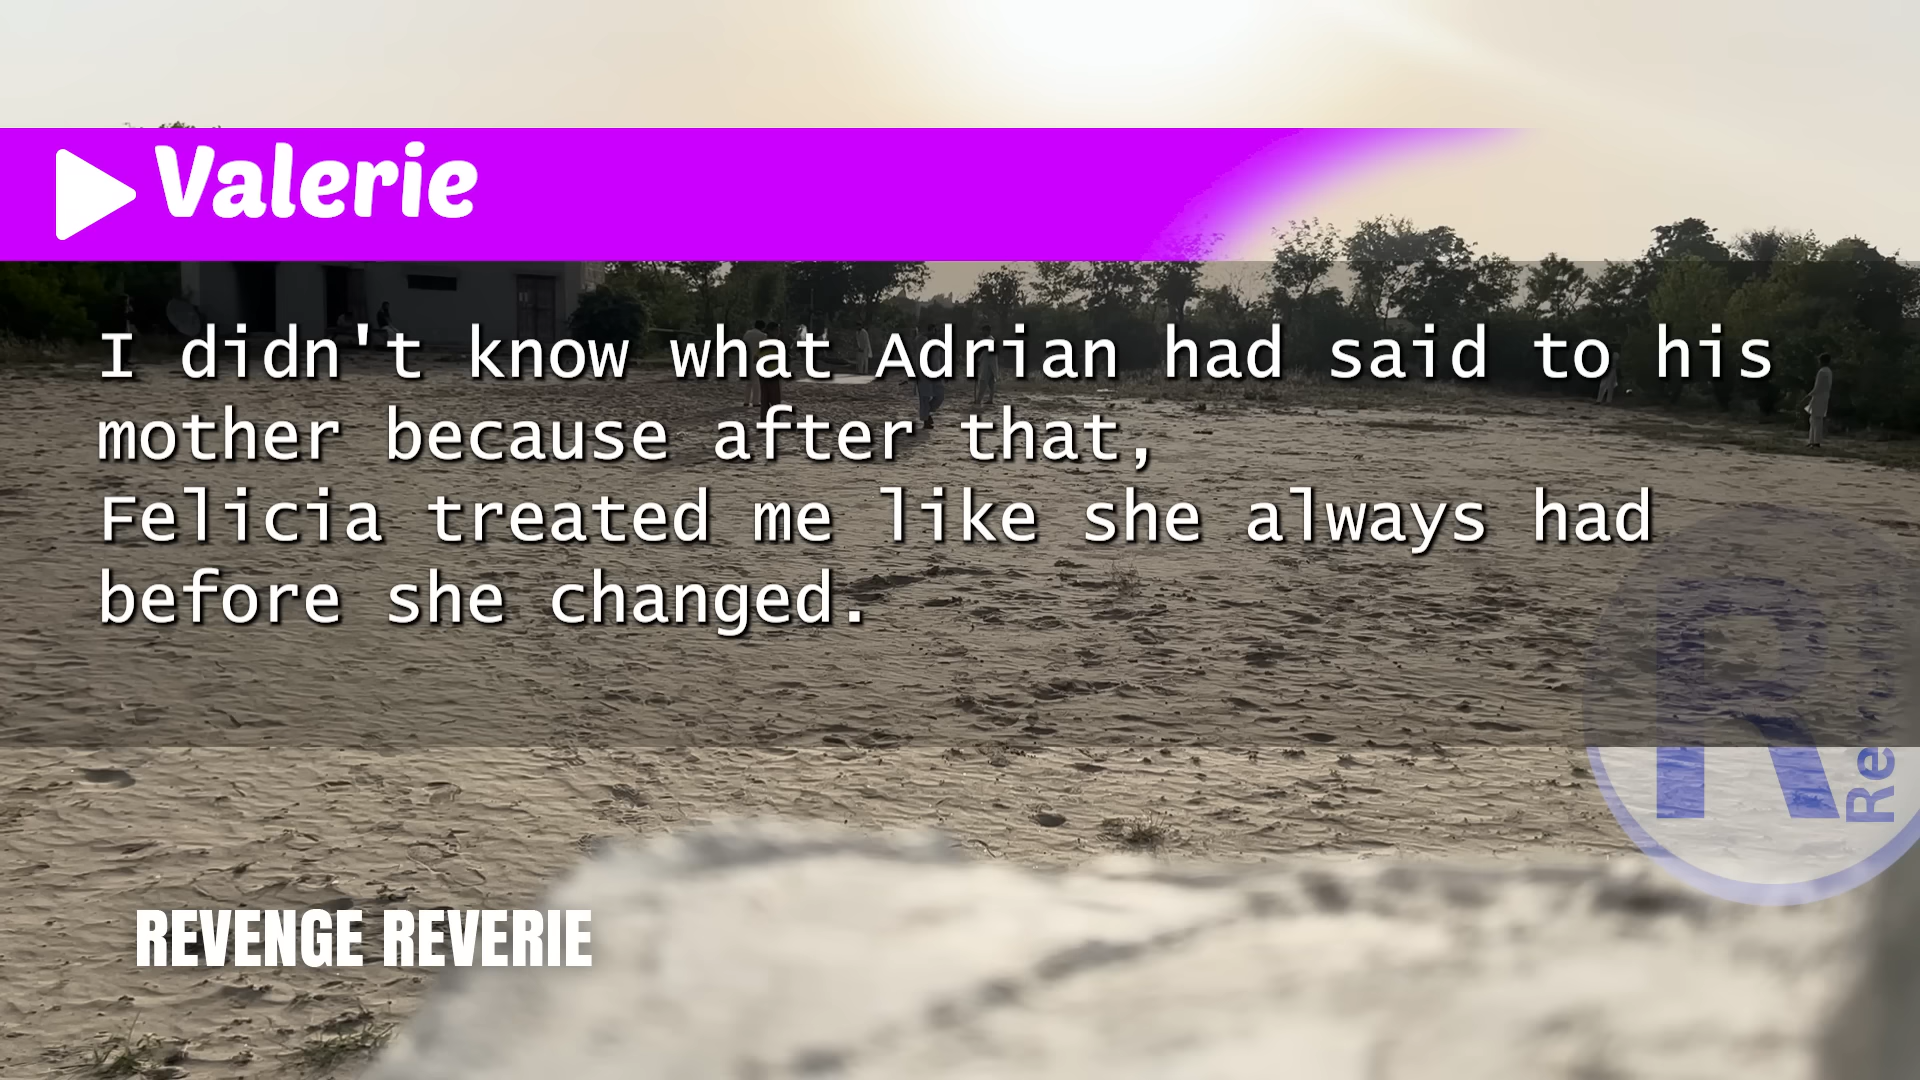 Valerie
I didn't know what Adrian had said to his
mother because after that,
Felicia treated me like she always had
before she changed.
R
Re
REVENGE REVERIE